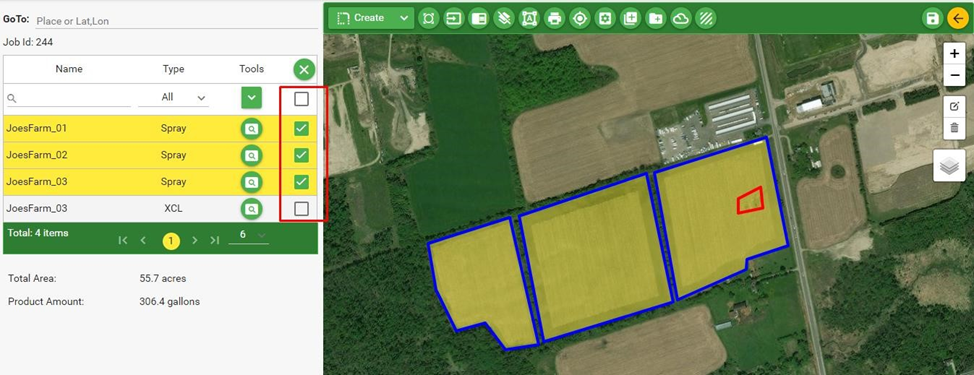 GoTo: Place or Lat,Lon
Create
Job Id: 244
Name Type Tools
All
JoesFarm_01 Spray
JoesFarm_02 Spray
JoesFarm_03 Spray
JoesFarm_03 XCL
Total: 4 items 1 6
Total Area: 55.7 acres
Product Amount: 306.4 gallons